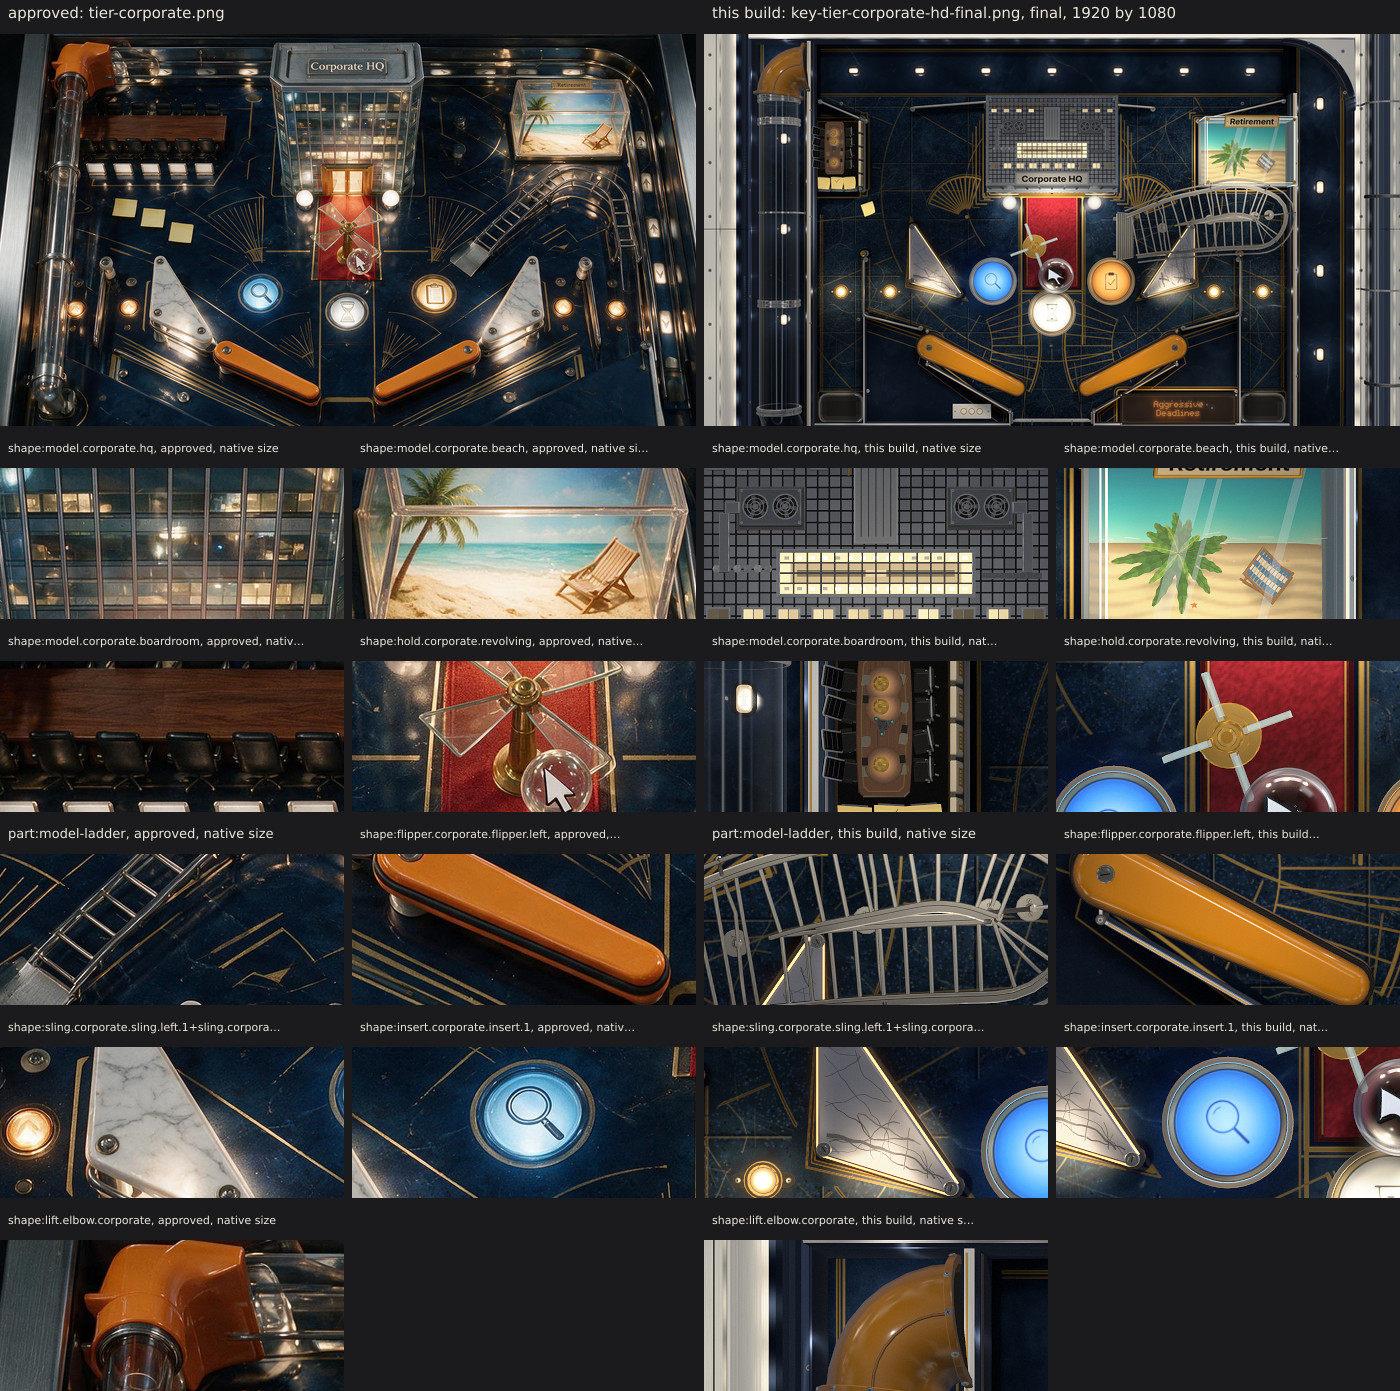 approved: tier-corporate.png
this build: key-tier-corporate-hd-final.png, final, 1920 by 1080
Corporate HQ
Retirement
Retirement
Corporate HQ
Aggressive
Deadlines
shape:model.corporate.hq, approved, native size
shape:model.corporate.beach, approved, native si…
shape:model.corporate.hq, this build, native size
shape:model.corporate.beach, this build, native…
Retirement
shape:model.corporate.boardroom, approved, nativ…
shape:hold.corporate.revolving, approved, native…
shape:model.corporate.boardroom, this build, nat…
shape:hold.corporate.revolving, this build, nati…
part:model-ladder, approved, native size
shape:flipper.corporate.flipper.left, approved,…
part:model-ladder, this build, native size
shape:flipper.corporate.flipper.left, this build…
shape:sling.corporate.sling.left.1+sling.corpora…
shape:insert.corporate.insert.1, approved, nativ…
shape:sling.corporate.sling.left.1+sling.corpora…
shape:insert.corporate.insert.1, this build, nat…
shape:lift.elbow.corporate, approved, native size
shape:lift.elbow.corporate, this build, native s…